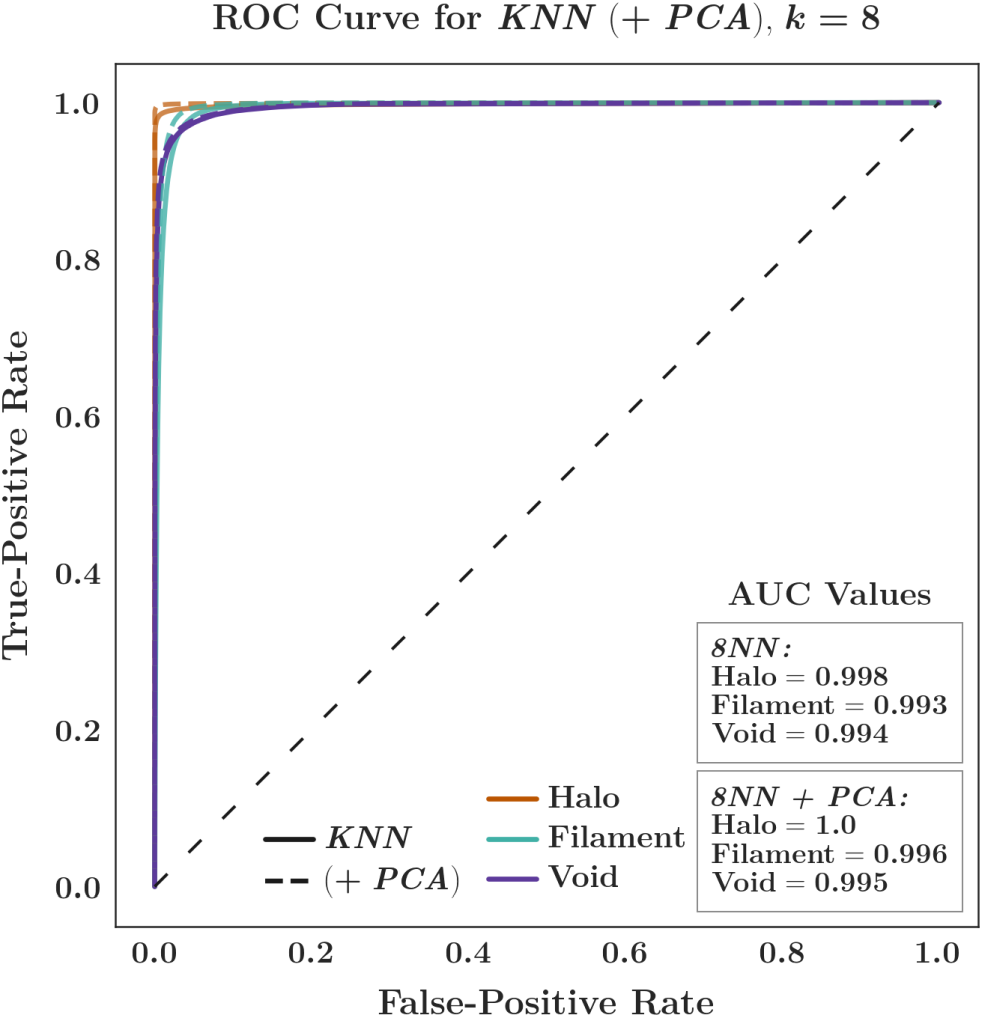 ROC Curve for KNN (+ PCA), k = 8
True-Positive Rate
1.0
0.8
0.6
0.4
0.2
0.0
AUC Values
8NN:
Halo = 0.998
Filament = 0.993
Void = 0.994
8NN + PCA:
Halo = 1.0
Filament = 0.996
Void = 0.995
KNN
(+ PCA)
Halo
Filament
Void
0.0 0.2 0.4 0.6 0.8 1.0
False-Positive Rate